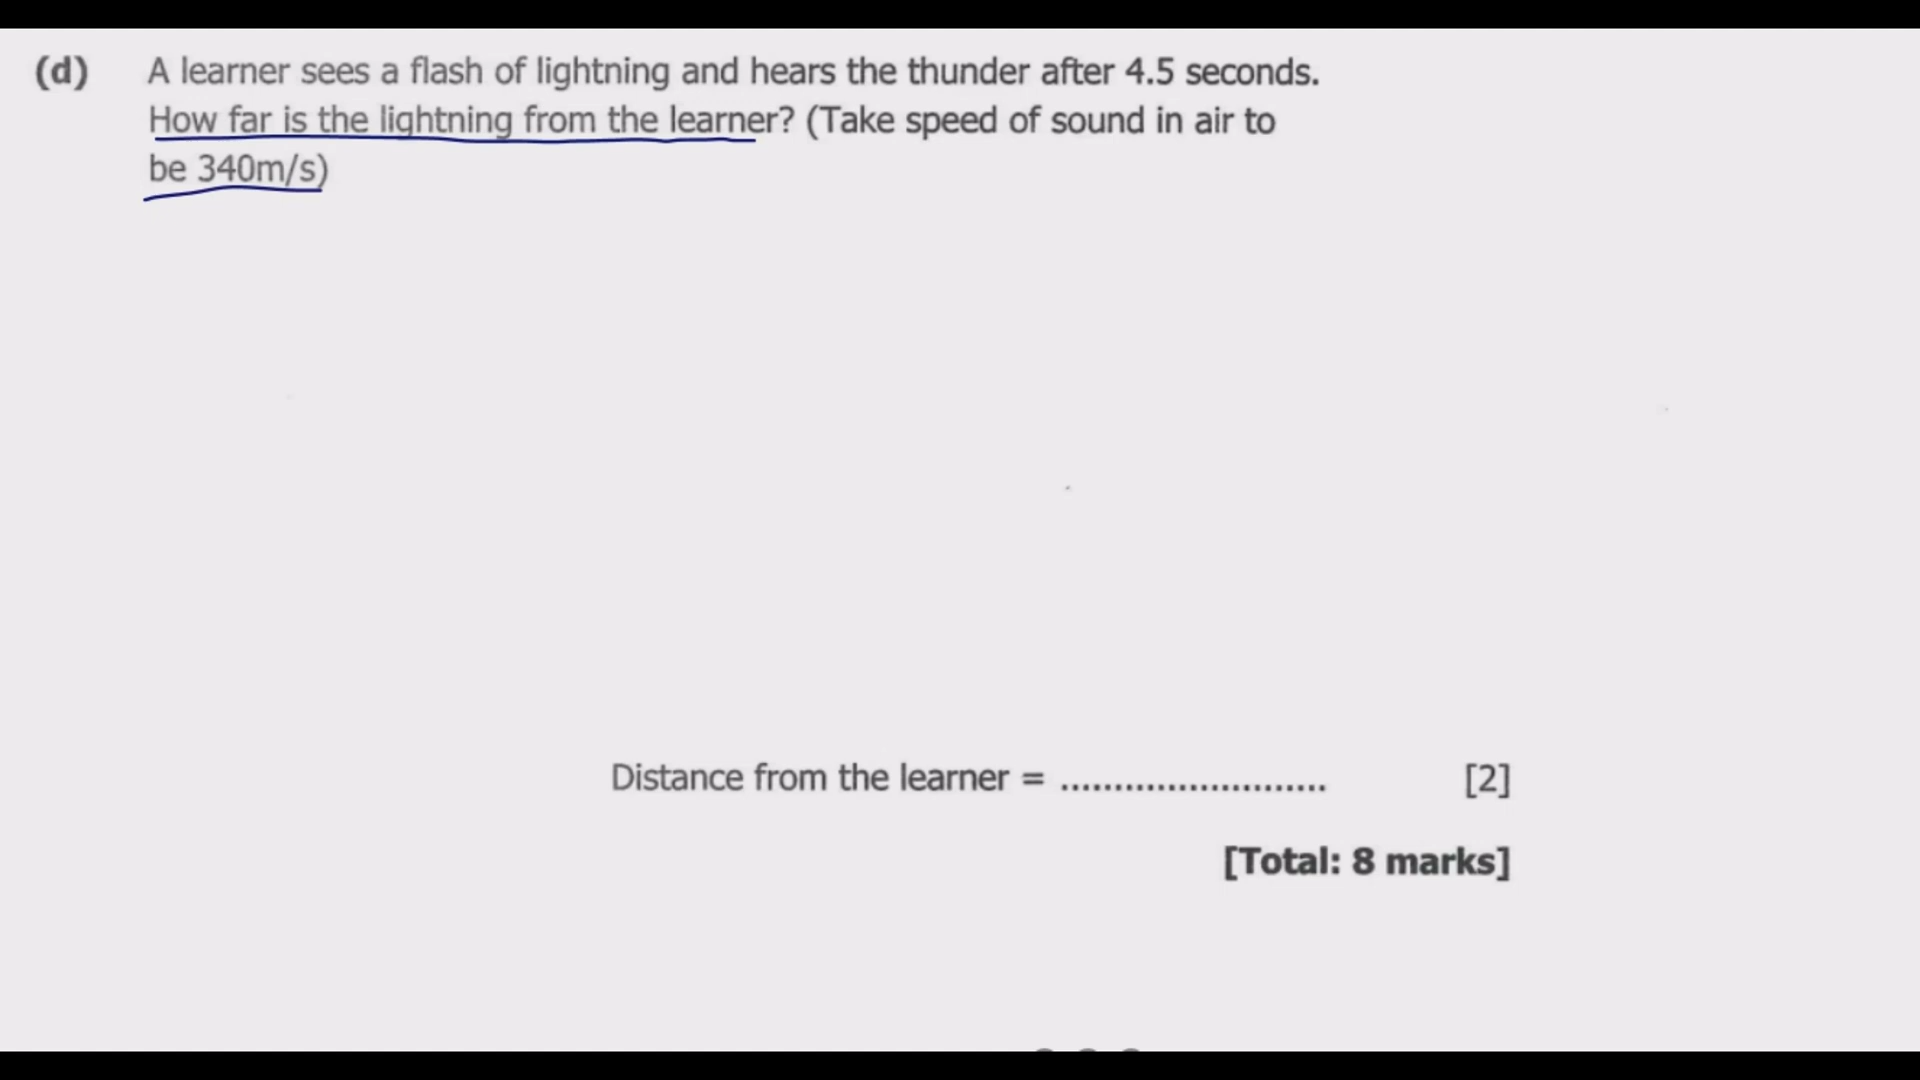 (d) A learner sees a flash of lightning and hears the thunder after 4.5 seconds.
How far is the lightning from the learner? (Take speed of sound in air to
be 340m/s)
Distance from the learner = ......................... [2]
[Total: 8 marks]